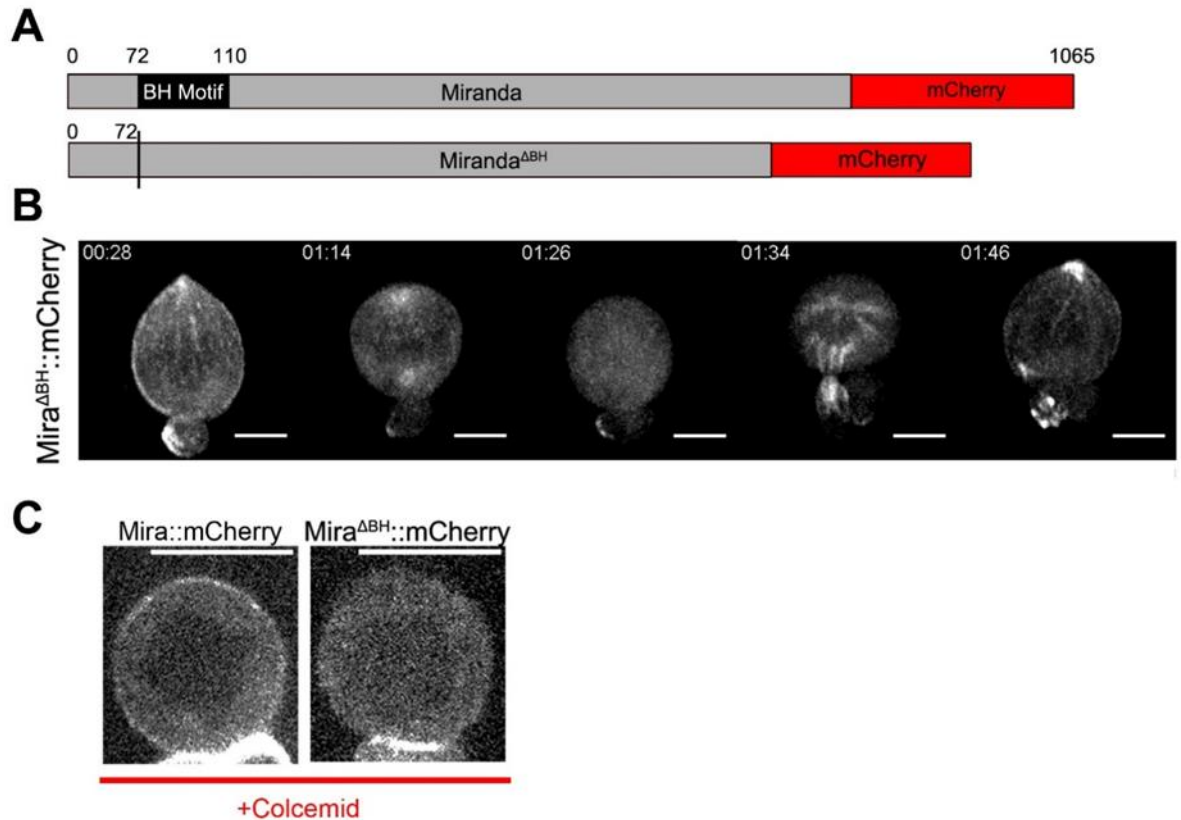 A
0 72 110 1065
BH Motif Miranda mCherry
0 72
Miranda^ΔBH mCherry
B
Mira^ΔBH::mCherry
00:28 01:14 01:26 01:34 01:46
C
Mira::mCherry Mira^ΔBH::mCherry
+Colcemid